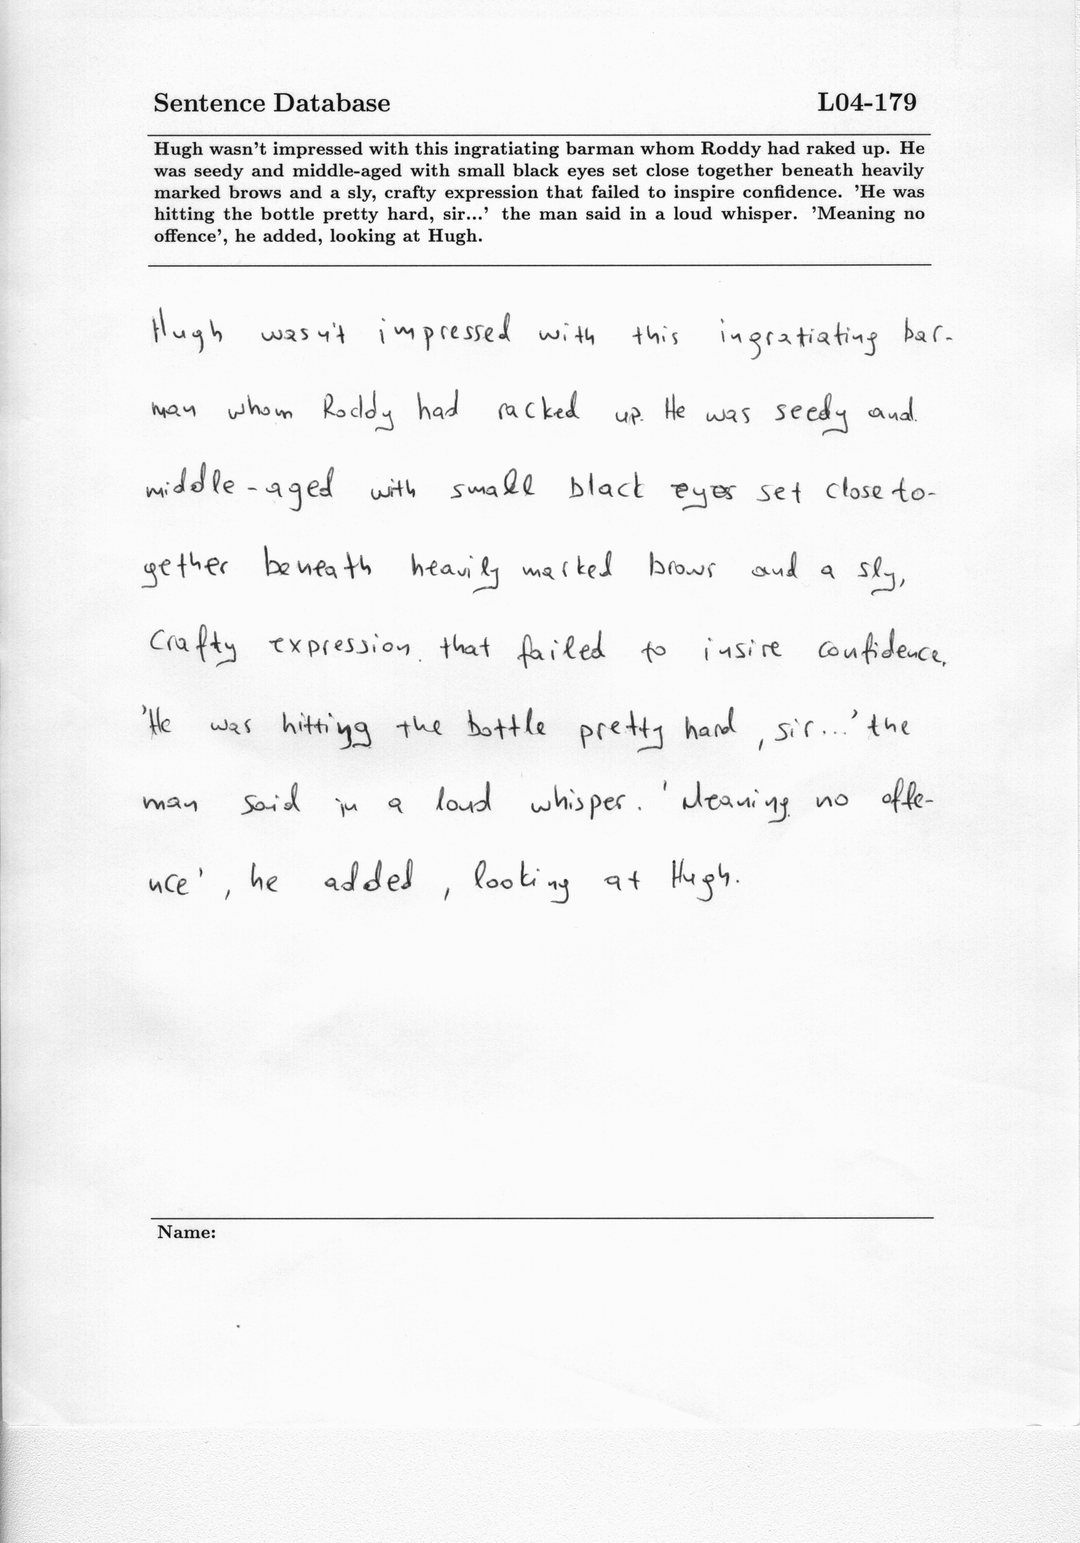 Sentence Database L04-179
Hugh wasn't impressed with this ingratiating barman whom Roddy had raked up. He
was seedy and middle-aged with small black eyes set close together beneath heavily
marked brows and a sly, crafty expression that failed to inspire confidence. 'He was
hitting the bottle pretty hard, sir...' the man said in a loud whisper. 'Meaning no
offence', he added, looking at Hugh.
Hugh wasn't impressed with this ingratiating bar-
man whom Roddy had racked up. He was seedy and
middle-aged with small black eyes set close to-
gether beneath heavily marked brows and a sly,
Crafty expression that failed to insire confidence.
'He was hitting the bottle pretty hard, sir...' the
man said in a loud whisper. 'Meaning no offe-
nce', he added, looking at Hugh.
Name: